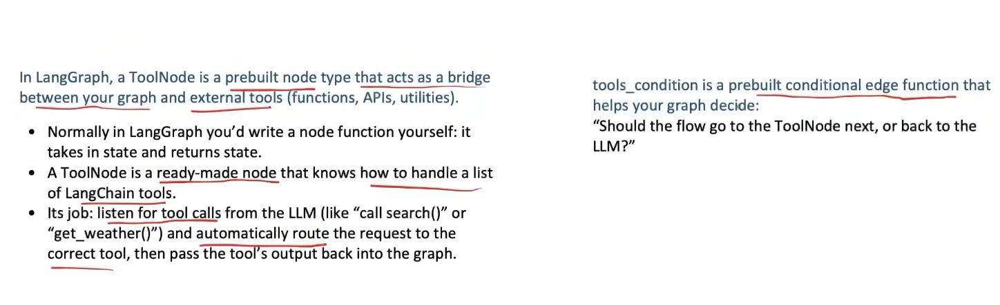 In LangGraph, a ToolNode is a prebuilt node type that acts as a bridge
between your graph and external tools (functions, APIs, utilities).
• Normally in LangGraph you’d write a node function yourself: it
takes in state and returns state.
• A ToolNode is a ready-made node that knows how to handle a list
of LangChain tools.
• Its job: listen for tool calls from the LLM (like “call search()” or
“get_weather()”) and automatically route the request to the
correct tool, then pass the tool’s output back into the graph.
tools_condition is a prebuilt conditional edge function that
helps your graph decide:
“Should the flow go to the ToolNode next, or back to the
LLM?”